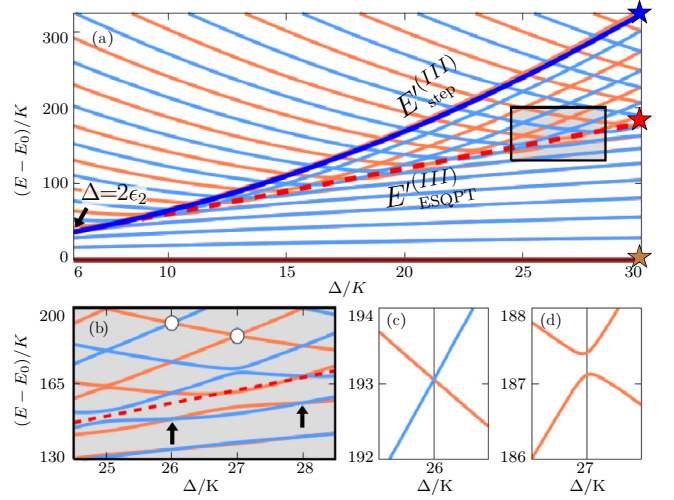 (a)
(E − E₀)/K
300
200
100
0
E′⁽ᴵᴵᴵ⁾ step
E′⁽ᴵᴵᴵ⁾ ESQPT
Δ=2ϵ₂
6 10 15 20 25 30
Δ/K
(b)
(E − E₀)/K
200
165
130
25 26 27 28
Δ/K
(c)
194
193
192
26
Δ/K
(d)
188
187
186
27
Δ/K